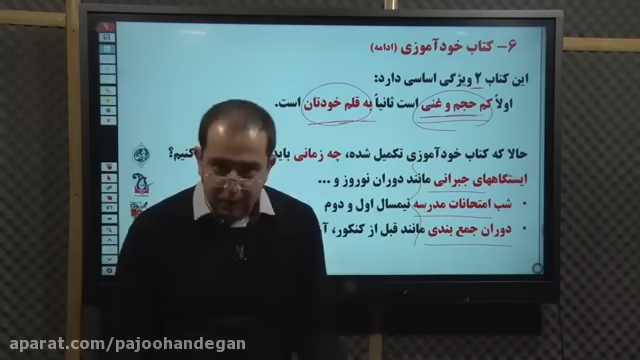 ۶- کتاب خودآموزی (ادامه)
این کتاب ۲ ویژگی اساسی دارد:
اولاً کم حجم و غنی است ثانیاً به قلم خودتان است.
حالا که کتاب خودآموزی تکمیل شده، چه زمانی کنیم؟
ایستگاههای جبرانی مانند دوران نوروز و ...
• شب امتحانات مدرسه نیمسال اول و دوم
• دوران جمع بندی مانند قبل از کنکور،
aparat.com/pajoohandegan